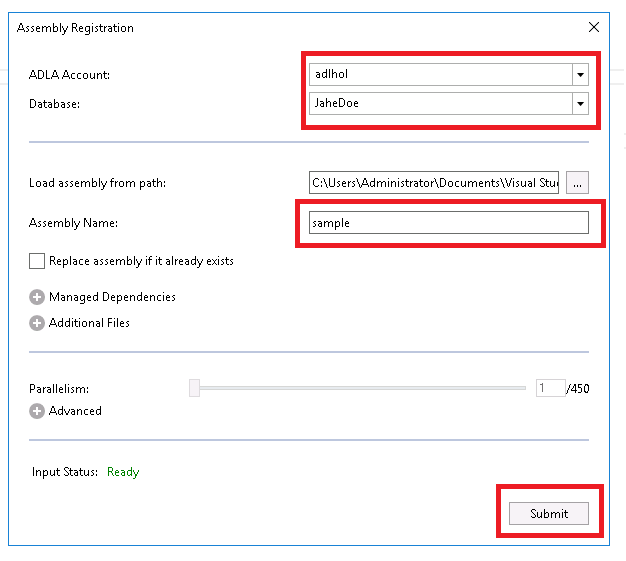 Assembly Registration
ADLA Account: adlhol
Database: JaheDoe
Load assembly from path: C:\Users\Administrator\Documents\Visual Stu ...
Assembly Name: sample
Replace assembly if it already exists
Managed Dependencies
Additional Files
Parallelism: 1 /450
Advanced
Input Status: Ready
Submit